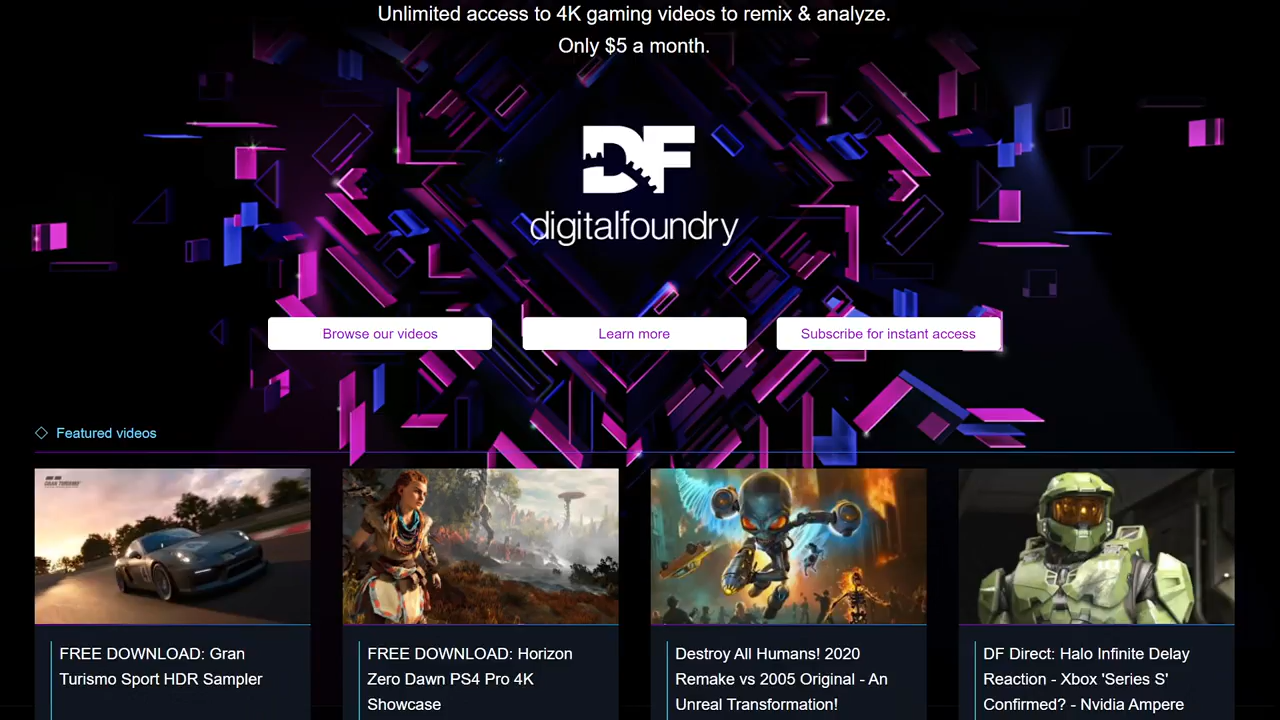 Unlimited access to 4K gaming videos to remix & analyze.
Only $5 a month.
DF
digitalfoundry
Browse our videos
Learn more
Subscribe for instant access
Featured videos
GRAN TURISMO
FREE DOWNLOAD: Gran
Turismo Sport HDR Sampler
FREE DOWNLOAD: Horizon
Zero Dawn PS4 Pro 4K
Showcase
Destroy All Humans! 2020
Remake vs 2005 Original - An
Unreal Transformation!
DF Direct: Halo Infinite Delay
Reaction - Xbox 'Series S'
Confirmed? - Nvidia Ampere